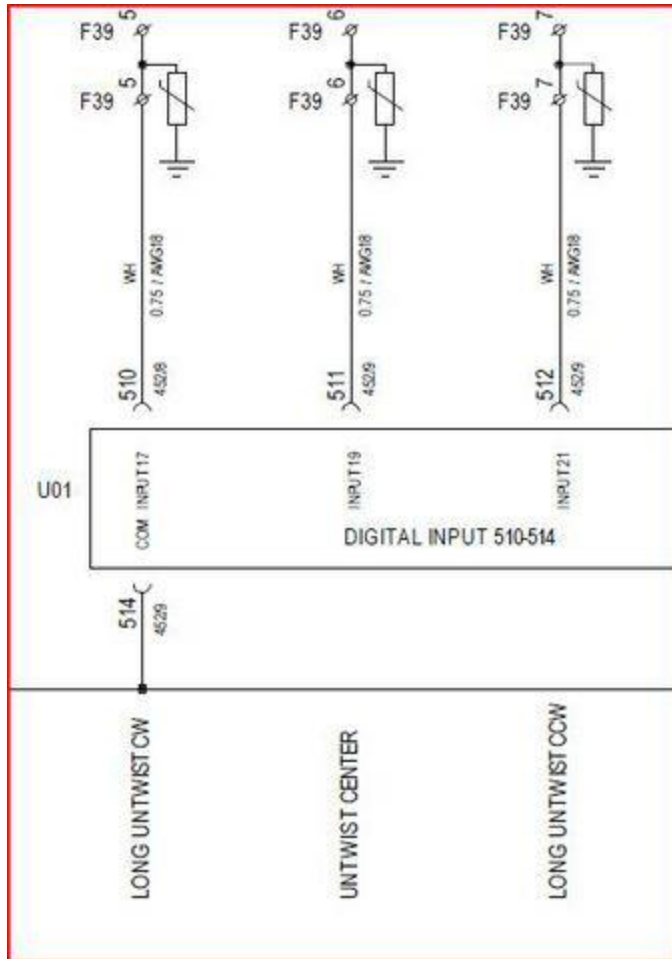 F39 5
F39 6
F39 7
F39 5
F39 6
F39 7
WH
0.75 / AWG18
WH
0.75 / AWG18
WH
0.75 / AWG18
510
452/8
511
452/9
512
452/9
U01
COM INPUT17
INPUT19
INPUT21
DIGITAL INPUT 510-514
514
452/9
LONG UNTWIST CW
UNTWIST CENTER
LONG UNTWIST CCW